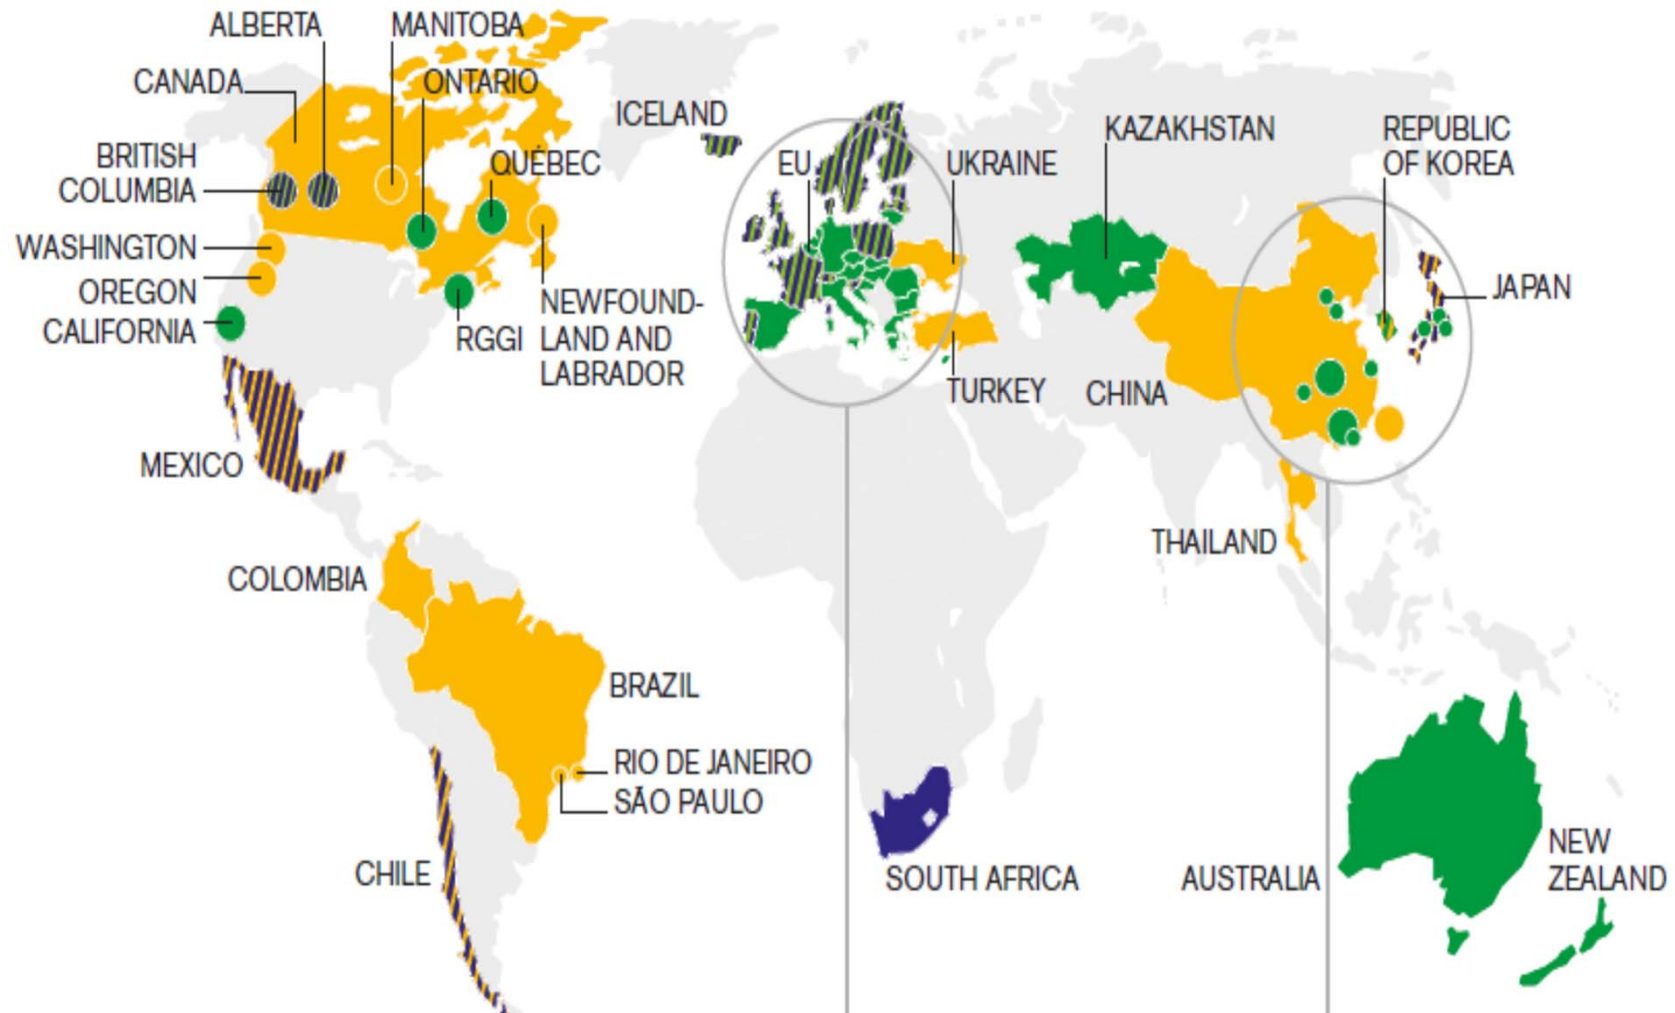 ALBERTA
MANITOBA
CANADA
ONTARIO
ICELAND
BRITISH
COLUMBIA
QUÉBEC
EU
UKRAINE
KAZAKHSTAN
REPUBLIC
OF KOREA
WASHINGTON
OREGON
CALIFORNIA
RGGI
NEWFOUND-
LAND AND
LABRADOR
JAPAN
TURKEY
CHINA
MEXICO
THAILAND
COLOMBIA
BRAZIL
RIO DE JANEIRO
SÃO PAULO
CHILE
SOUTH AFRICA
AUSTRALIA
NEW
ZEALAND